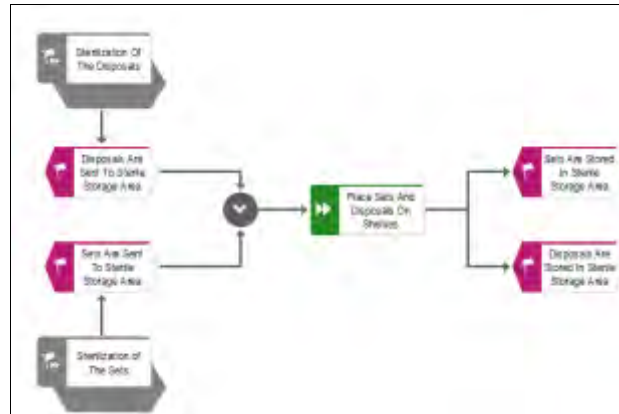 Sterilization Of
The Disposals
Disposals Are
Sent To Sterile
Storage Area
Sets Are Sent
To Sterile
Storage Area
Sterilization of
The Sets
Place Sets And
Disposals On
Shelves
Sets Are Stored
In Sterile
Storage Area
Disposals Are
Stored In Sterile
Storage Area